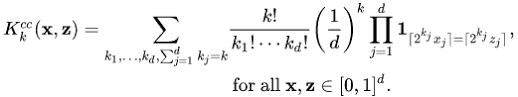 $$K_k^{cc}(\mathbf{x}, \mathbf{z}) = \sum_{k_1,\ldots,k_d, \sum_{j=1}^d k_j = k} \frac{k!}{k_1! \cdots k_d!} \left(\frac{1}{d}\right)^k \prod_{j=1}^d \mathbf{1}_{\lceil 2^{k_j} x_j \rceil = \lceil 2^{k_j} z_j \rceil},$$
$$\text{for all } \mathbf{x}, \mathbf{z} \in [0, 1]^d.$$